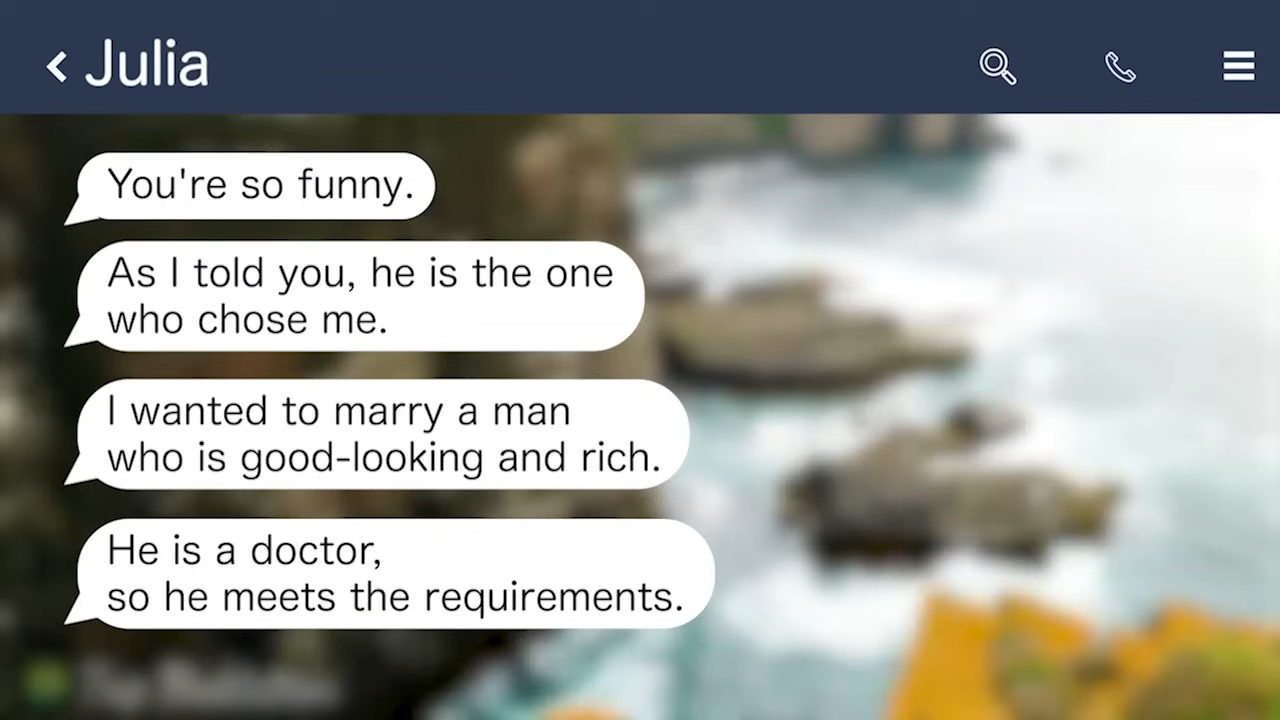 Julia
You're so funny.
As I told you, he is the one
who chose me.
I wanted to marry a man
who is good-looking and rich.
He is a doctor,
so he meets the requirements.